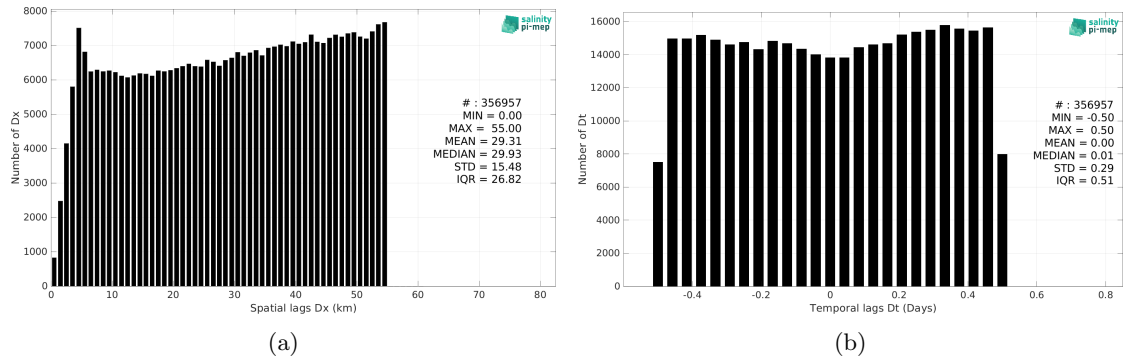 8000
7000
6000
5000
4000
3000
2000
1000
0
Number of Dx
0 10 20 30 40 50 60 70 80
Spatial lags Dx (km)
salinity
pi-mep
# : 356957
MIN = 0.00
MAX = 55.00
MEAN = 29.31
MEDIAN = 29.93
STD = 15.48
IQR = 26.82
(a)
16000
14000
12000
10000
8000
6000
4000
2000
0
Number of Dt
-0.4 -0.2 0 0.2 0.4 0.6 0.8
Temporal lags Dt (Days)
salinity
pi-mep
# : 356957
MIN = -0.50
MAX = 0.50
MEAN = 0.00
MEDIAN = 0.01
STD = 0.29
IQR = 0.51
(b)